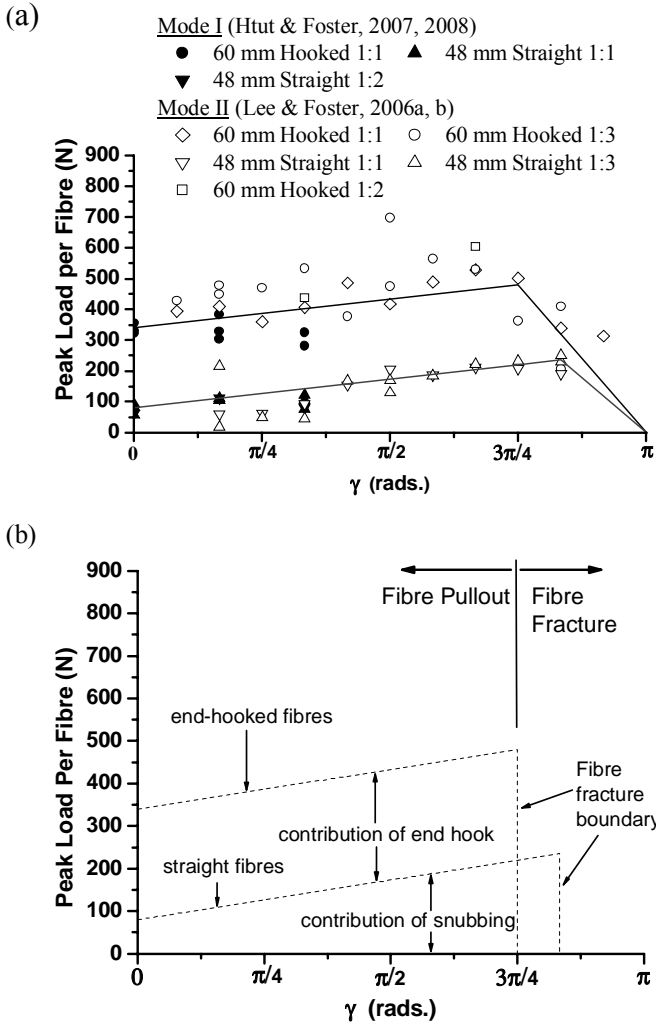 (a)
Mode I (Htut & Foster, 2007, 2008)
60 mm Hooked 1:1
48 mm Straight 1:1
48 mm Straight 1:2
Mode II (Lee & Foster, 2006a, b)
60 mm Hooked 1:1
60 mm Hooked 1:3
48 mm Straight 1:1
48 mm Straight 1:3
60 mm Hooked 1:2
Peak Load per Fibre (N)
900
800
700
600
500
400
300
200
100
0
0
π/4
π/2
3π/4
π
γ (rads.)
(b)
Peak Load Per Fibre (N)
900
800
700
600
500
400
300
200
100
0
Fibre Pullout
Fibre
Fracture
end-hooked fibres
Fibre
fracture
boundary
contribution of end hook
straight fibres
contribution of snubbing
0
π/4
π/2
3π/4
π
γ (rads.)